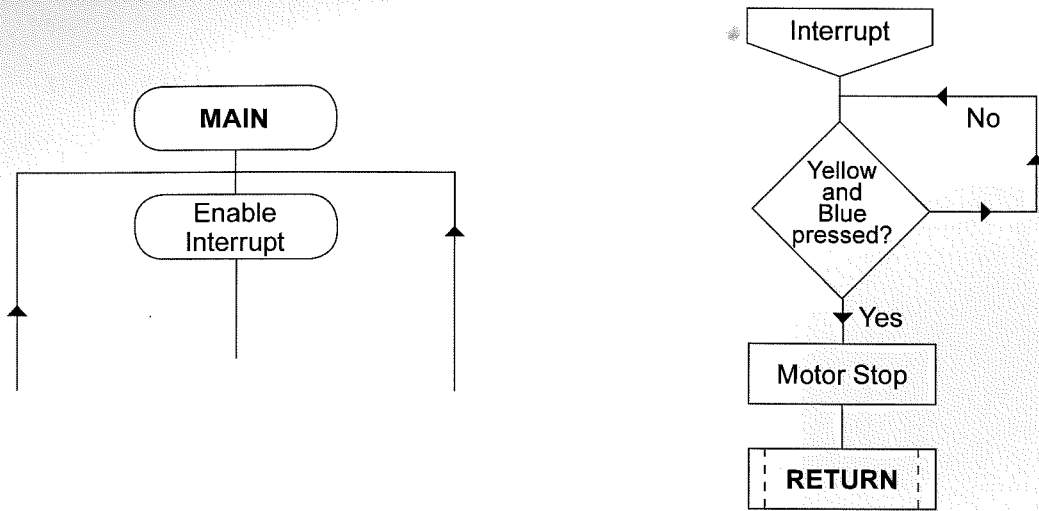 MAIN
Enable
Interrupt
Interrupt
No
Yellow
and
Blue
pressed?
Yes
Motor Stop
RETURN